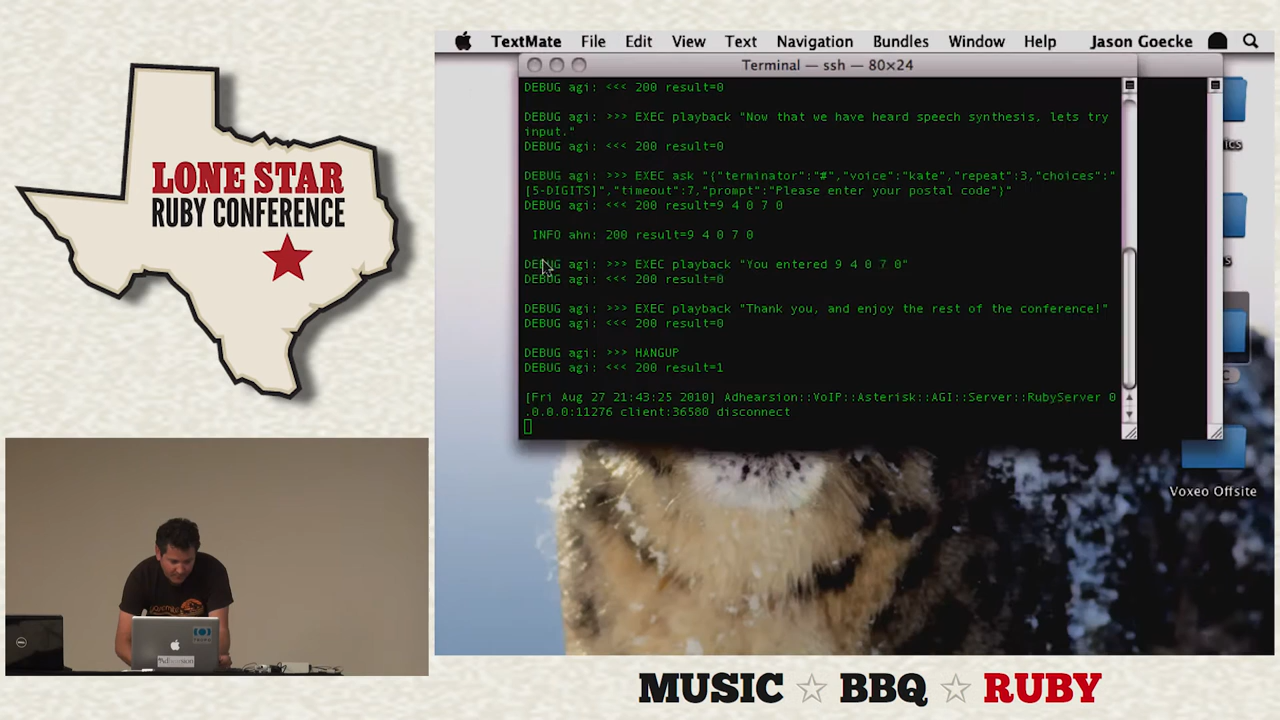 LONE STAR
RUBY CONFERENCE
TextMate File Edit View Text Navigation Bundles Window Help Jason Goecke
Terminal — ssh — 80×24
DEBUG agi: <<< 200 result=0
DEBUG agi: >>> EXEC playback "Now that we have heard speech synthesis, lets try
input."
DEBUG agi: <<< 200 result=0
DEBUG agi: >>> EXEC ask "{"terminator":"#","voice":"kate","repeat":3,"choices":"
[5-DIGITS]","timeout":7,"prompt":"Please enter your postal code"}"
DEBUG agi: <<< 200 result=9 4 0 7 0
INFO ahn: 200 result=9 4 0 7 0
DEBUG agi: >>> EXEC playback "You entered 9 4 0 7 0"
DEBUG agi: <<< 200 result=0
DEBUG agi: >>> EXEC playback "Thank you, and enjoy the rest of the conference!"
DEBUG agi: <<< 200 result=0
DEBUG agi: >>> HANGUP
DEBUG agi: <<< 200 result=1
[Fri Aug 27 21:43:25 2010] Adhearsion::VoIP::Asterisk::AGI::Server::RubyServer 0
.0.0.0:11276 client:36580 disconnect
ics
s
C
Voxeo Offsite
DELL
Adhearsion
MUSIC ☆ BBQ ☆ RUBY